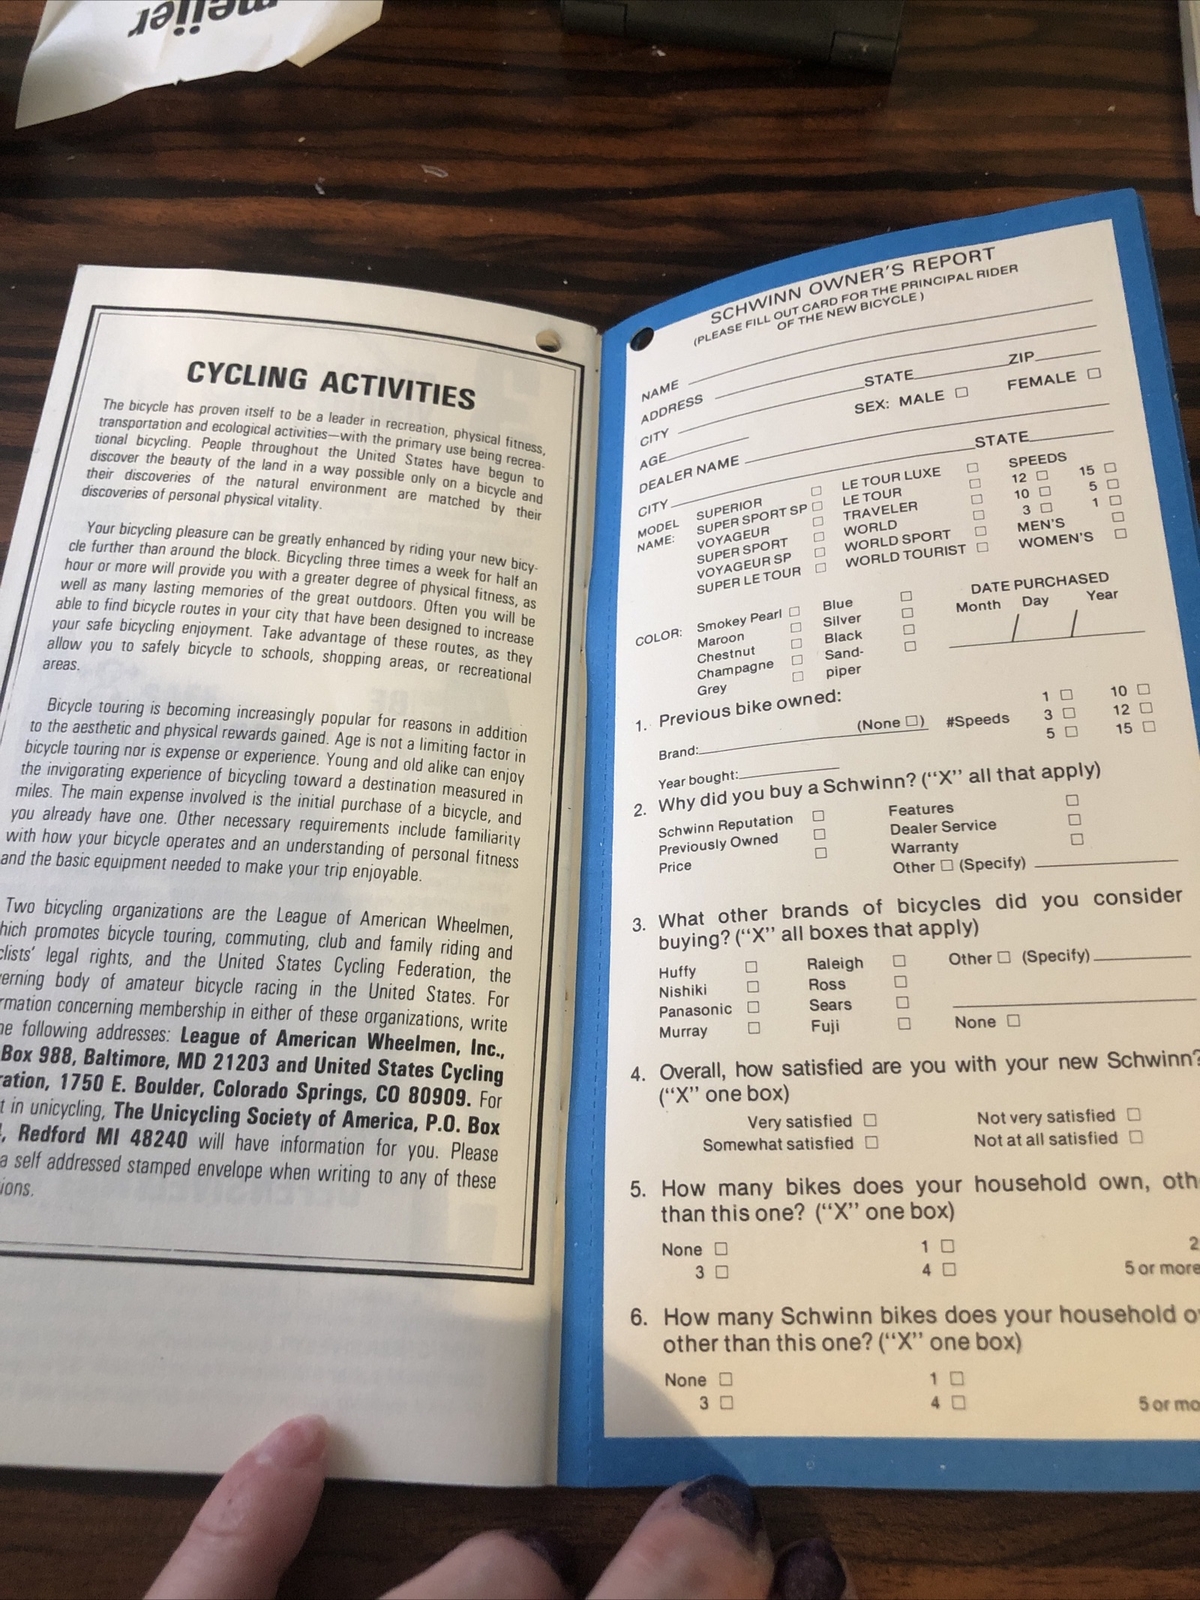 meijer
CYCLING ACTIVITIES
The bicycle has proven itself to be a leader in recreation, physical fitness,
transportation and ecological activities—with the primary use being recrea-
tional bicycling. People throughout the United States have begun to
discover the beauty of the land in a way possible only on a bicycle and
their discoveries of the natural environment are matched by their
discoveries of personal physical vitality.
Your bicycling pleasure can be greatly enhanced by riding your new bicy-
cle further than around the block. Bicycling three times a week for half an
hour or more will provide you with a greater degree of physical fitness, as
well as many lasting memories of the great outdoors. Often you will be
able to find bicycle routes in your city that have been designed to increase
your safe bicycling enjoyment. Take advantage of these routes, as they
allow you to safely bicycle to schools, shopping areas, or recreational
areas.
Bicycle touring is becoming increasingly popular for reasons in addition
to the aesthetic and physical rewards gained. Age is not a limiting factor in
bicycle touring nor is expense or experience. Young and old alike can enjoy
the invigorating experience of bicycling toward a destination measured in
miles. The main expense involved is the initial purchase of a bicycle, and
you already have one. Other necessary requirements include familiarity
with how your bicycle operates and an understanding of personal fitness
and the basic equipment needed to make your trip enjoyable.
Two bicycling organizations are the League of American Wheelmen,
hich promotes bicycle touring, commuting, club and family riding and
clists' legal rights, and the United States Cycling Federation, the
verning body of amateur bicycle racing in the United States. For
rmation concerning membership in either of these organizations, write
ne following addresses: League of American Wheelmen, Inc.,
Box 988, Baltimore, MD 21203 and United States Cycling
ration, 1750 E. Boulder, Colorado Springs, CO 80909. For
t in unicycling, The Unicycling Society of America, P.O. Box
, Redford MI 48240 will have information for you. Please
a self addressed stamped envelope when writing to any of these
ions.
SCHWINN OWNER'S REPORT
(PLEASE FILL OUT CARD FOR THE PRINCIPAL RIDER
OF THE NEW BICYCLE)
NAME
ADDRESS
CITY STATE ZIP
AGE SEX: MALE FEMALE
DEALER NAME
CITY STATE
MODEL NAME:
SUPERIOR
SUPER SPORT SP
VOYAGEUR
SUPER SPORT
VOYAGEUR SP
SUPER LE TOUR
LE TOUR LUXE
LE TOUR
TRAVELER
WORLD
WORLD SPORT
WORLD TOURIST
SPEEDS
12 15
10 5
3 1
MEN'S
WOMEN'S
COLOR:
Smokey Pearl
Maroon
Chestnut
Champagne
Grey
Blue
Silver
Black
Sand-
piper
DATE PURCHASED
Month Day Year
1. Previous bike owned:
Brand: (None ) #Speeds
1 10
3 12
5 15
Year bought:
2. Why did you buy a Schwinn? ("X" all that apply)
Schwinn Reputation
Previously Owned
Price
Features
Dealer Service
Warranty
Other (Specify)
3. What other brands of bicycles did you consider
buying? ("X" all boxes that apply)
Huffy Raleigh Other (Specify)
Nishiki Ross
Panasonic Sears
Murray Fuji None
4. Overall, how satisfied are you with your new Schwinn?
("X" one box)
Very satisfied Not very satisfied
Somewhat satisfied Not at all satisfied
5. How many bikes does your household own, oth
than this one? ("X" one box)
None 1 2
3 4 5 or more
6. How many Schwinn bikes does your household o
other than this one? ("X" one box)
None 1
3 4 5 or mo